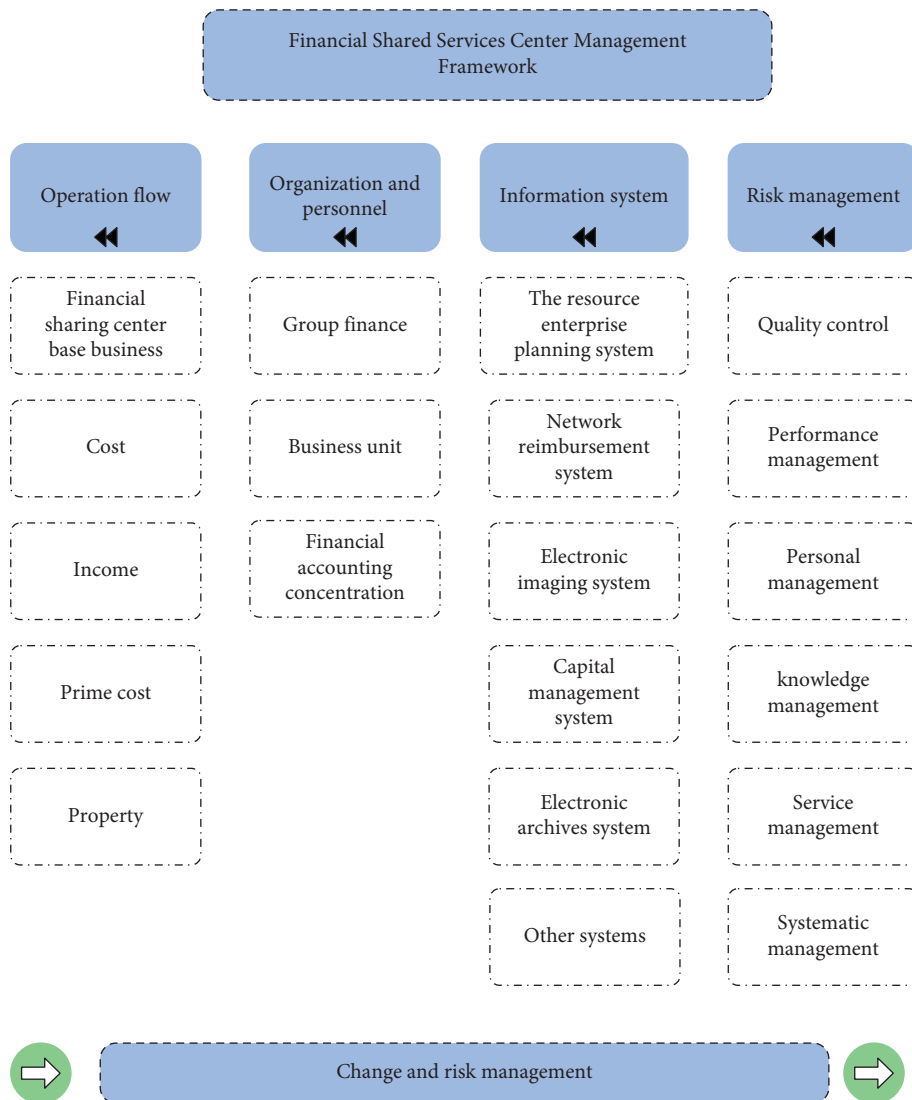 Financial Shared Services Center Management
Framework
Operation flow
Organization and
personnel
Information system
Risk management
Financial
sharing center
base business
Group finance
The resource
enterprise
planning system
Quality control
Cost
Business unit
Network
reimbursement
system
Performance
management
Income
Financial
accounting
concentration
Electronic
imaging system
Personal
management
Prime cost
Capital
management
system
knowledge
management
Property
Electronic
archives system
Service
management
Other systems
Systematic
management
Change and risk management